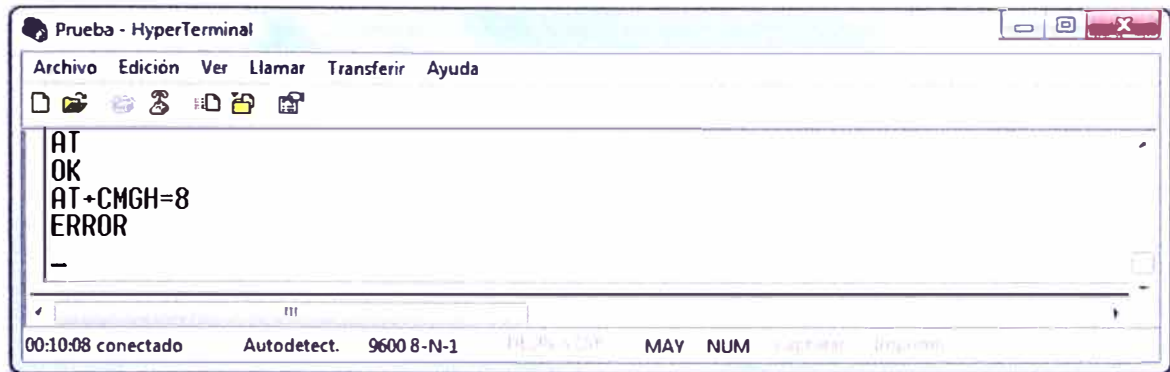 Prueba - HyperTerminal
Archivo Edición Ver Llamar Transferir Ayuda
AT
OK
AT+CMGH=8
ERROR
00:10:08 conectado Autodetect. 9600 8-N-1 MAY NUM